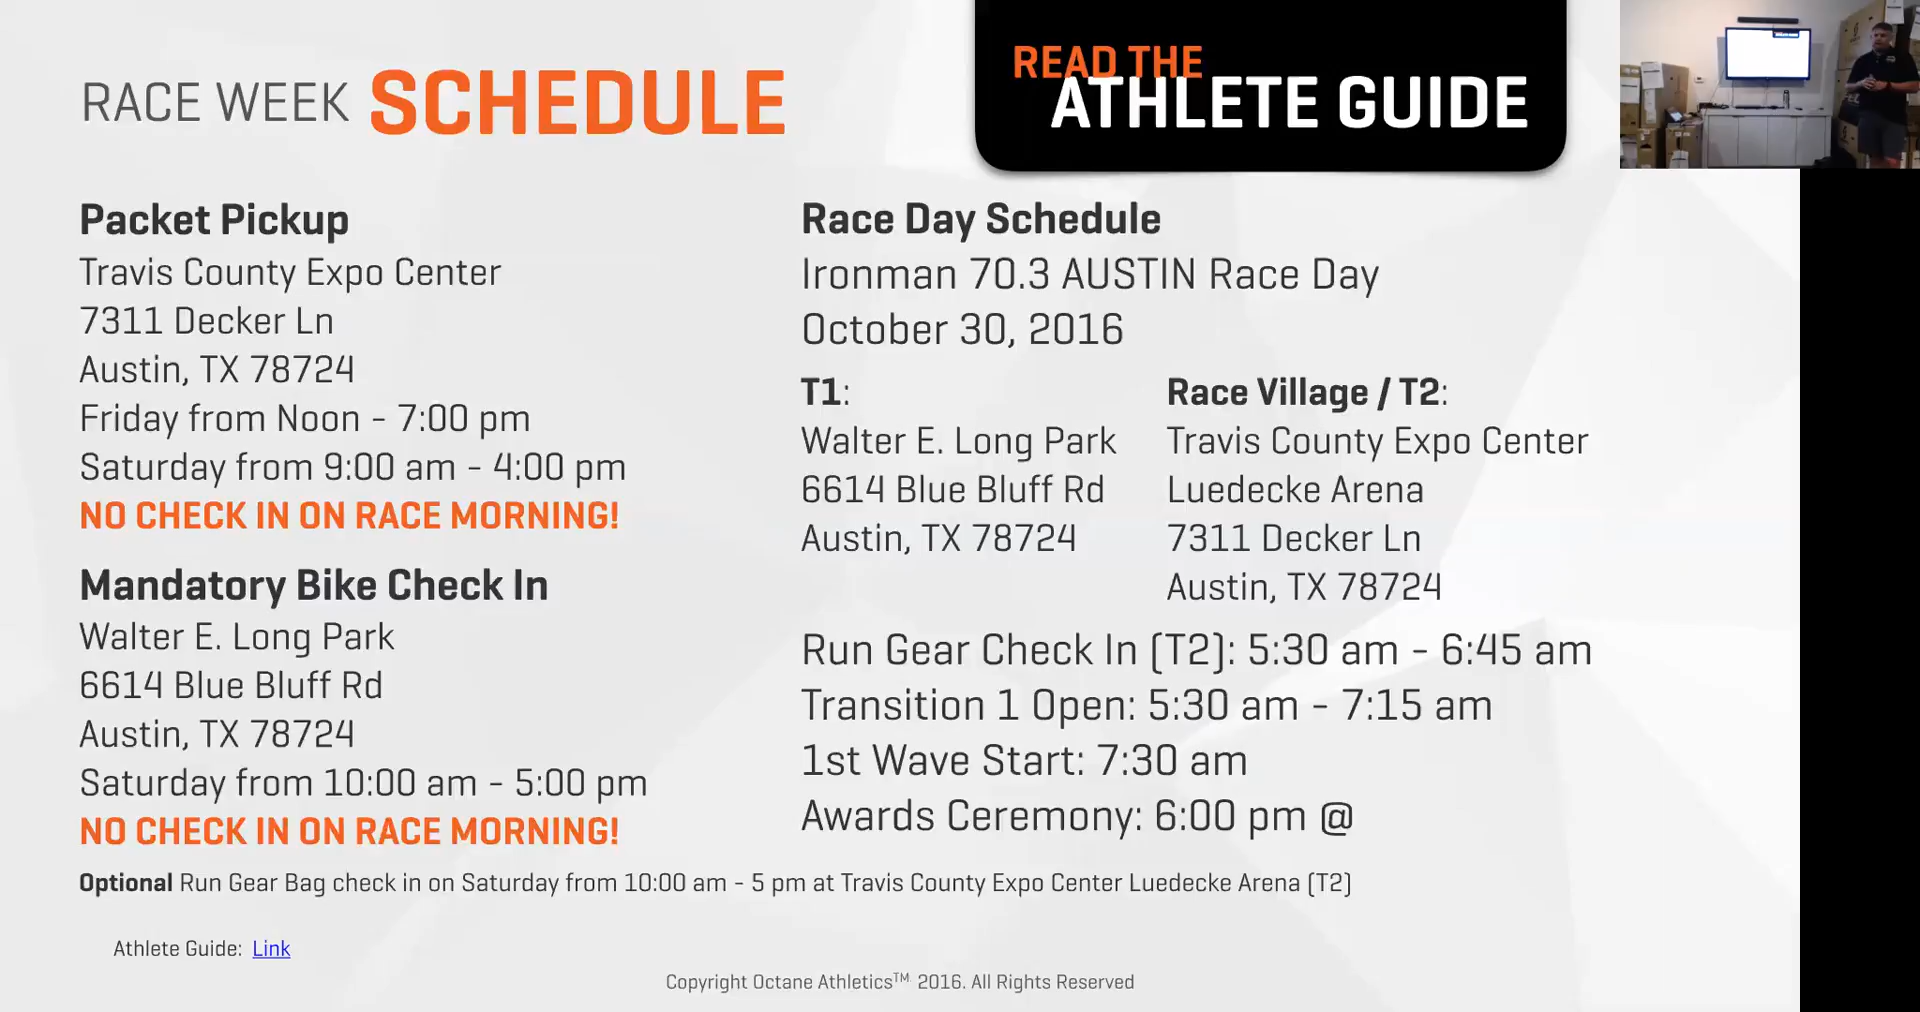 RACE WEEK SCHEDULE
READ THE
ATHLETE GUIDE
Packet Pickup
Travis County Expo Center
7311 Decker Ln
Austin, TX 78724
Friday from Noon - 7:00 pm
Saturday from 9:00 am - 4:00 pm
NO CHECK IN ON RACE MORNING!
Mandatory Bike Check In
Walter E. Long Park
6614 Blue Bluff Rd
Austin, TX 78724
Saturday from 10:00 am - 5:00 pm
NO CHECK IN ON RACE MORNING!
Race Day Schedule
Ironman 70.3 AUSTIN Race Day
October 30, 2016
T1:
Walter E. Long Park
6614 Blue Bluff Rd
Austin, TX 78724
Race Village / T2:
Travis County Expo Center
Luedecke Arena
7311 Decker Ln
Austin, TX 78724
Run Gear Check In (T2): 5:30 am - 6:45 am
Transition 1 Open: 5:30 am - 7:15 am
1st Wave Start: 7:30 am
Awards Ceremony: 6:00 pm @
Optional Run Gear Bag check in on Saturday from 10:00 am - 5 pm at Travis County Expo Center Luedecke Arena (T2)
Athlete Guide: Link
Copyright Octane Athletics™ 2016. All Rights Reserved